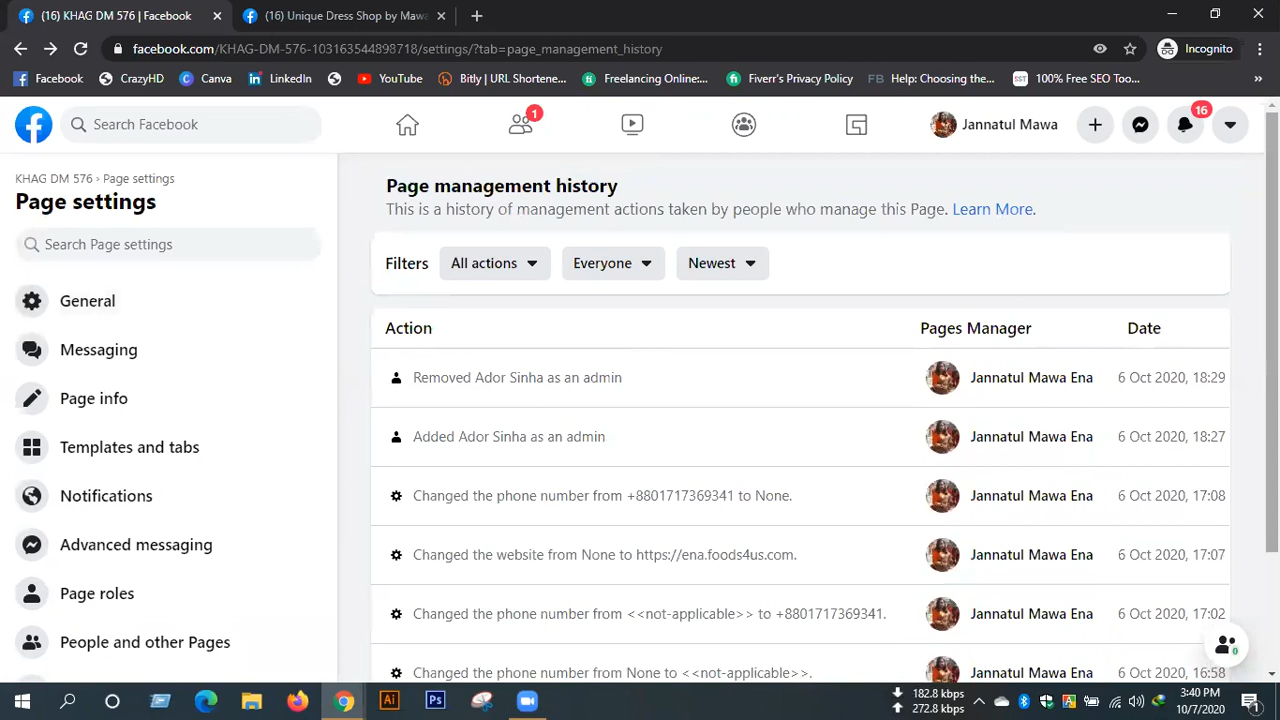 (16) KHAG DM 576 | Facebook
(16) Unique Dress Shop by Mawa
facebook.com/KHAG-DM-576-103163544898718/settings/?tab=page_management_history
Incognito
Facebook
CrazyHD
Canva
LinkedIn
YouTube
Bitly | URL Shortene...
Freelancing Online:...
Fiverr's Privacy Policy
FB Help: Choosing the...
SST 100% Free SEO Too...
»
Search Facebook
1
Jannatul Mawa
16
KHAG DM 576 › Page settings
Page settings
Search Page settings
General
Messaging
Page info
Templates and tabs
Notifications
Advanced messaging
Page roles
People and other Pages
Page management history
This is a history of management actions taken by people who manage this Page. Learn More.
Filters
All actions
Everyone
Newest
Action Pages Manager Date
Removed Ador Sinha as an admin Jannatul Mawa Ena 6 Oct 2020, 18:29
Added Ador Sinha as an admin Jannatul Mawa Ena 6 Oct 2020, 18:27
Changed the phone number from +8801717369341 to None. Jannatul Mawa Ena 6 Oct 2020, 17:08
Changed the website from None to https://ena.foods4us.com. Jannatul Mawa Ena 6 Oct 2020, 17:07
Changed the phone number from <<not-applicable>> to +8801717369341. Jannatul Mawa Ena 6 Oct 2020, 17:02
Changed the phone number from None to <<not-applicable>>. Jannatul Mawa Ena 6 Oct 2020, 16:58
0
Ai
Ps
182.8 kbps
272.8 kbps
3:40 PM
10/7/2020
1